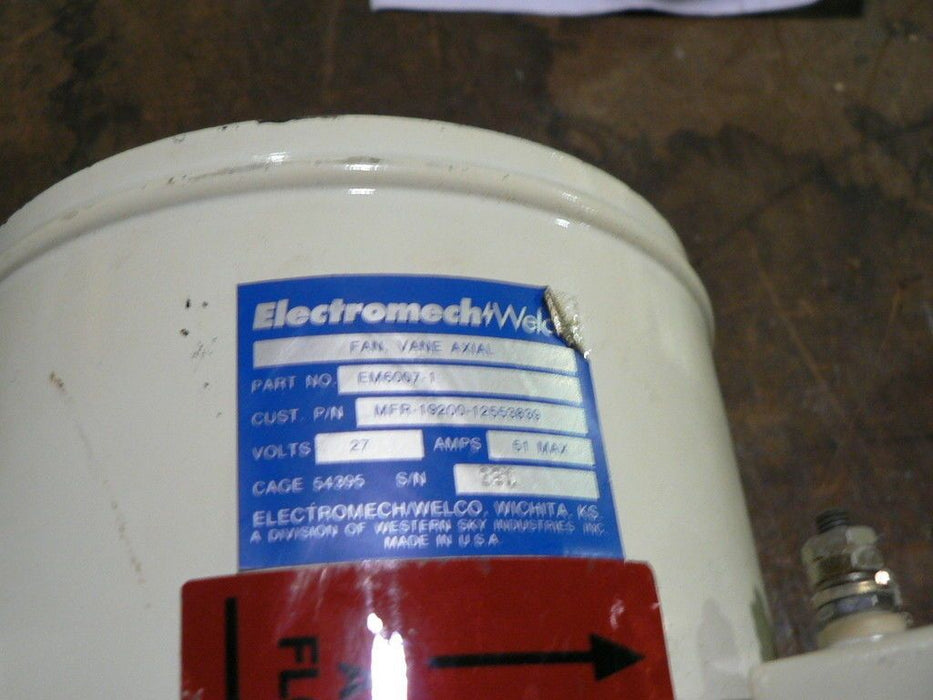 Electromech/Welco
FAN, VANE AXIAL
PART NO. EM6007-1
CUST. P/N MFR-19200-12553839
VOLTS 27 AMPS 61 MAX
CAGE 54395 S/N
ELECTROMECH/WELCO, WICHITA, KS
A DIVISION OF WESTERN SKY INDUSTRIES INC.
MADE IN U.S.A.